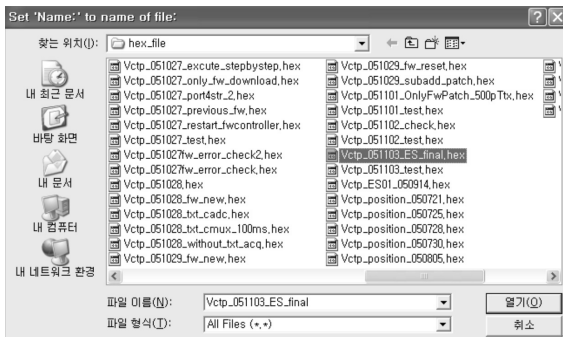 Set 'Name:' to name of file:
찾는 위치(I):
hex_file
내 최근 문서
바탕 화면
내 문서
내 컴퓨터
내 네트워크 환경
Vctp_051027_excute_stepbystep,hex
Vctp_051027_only_fw_download,hex
Vctp_051027_port4str_2,hex
Vctp_051027_previous_fw,hex
Vctp_051027_restart_fwcontroller,hex
Vctp_051027_test,hex
Vctp_051027fw_error_check2,hex
Vctp_051027fw_error_check,hex
Vctp_051028,hex
Vctp_051028_fw_new,hex
Vctp_051028_txt_cadc,hex
Vctp_051028_txt_cmux_100ms,hex
Vctp_051028_without_txt_acq,hex
Vctp_051029_fw_new,hex
Vctp_051029_fw_reset,hex
Vctp_051029_subadd_patch,hex
Vctp_051101_OnlyFwPatch_500pTtx,hex
Vctp_051101_test,hex
Vctp_051102_check,hex
Vctp_051102_test,hex
Vctp_051103_ES_final,hex
Vctp_051103_test,hex
Vctp_ES01_050914,hex
Vctp_position_050721,hex
Vctp_position_050725,hex
Vctp_position_050728,hex
Vctp_position_050730,hex
Vctp_position_050805,hex
파일 이름(N):
Vctp_051103_ES_final
열기(O)
파일 형식(T):
All Files (*,*)
취소